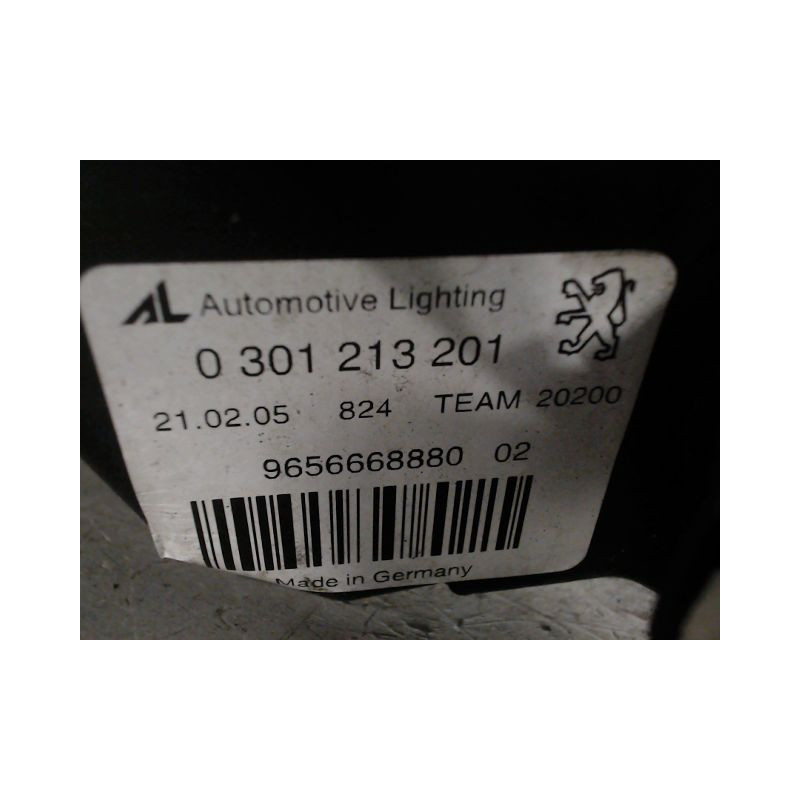 AL Automotive Lighting
0 301 213 201
21.02.05 824 TEAM 20200
9656668880 02
Made in Germany